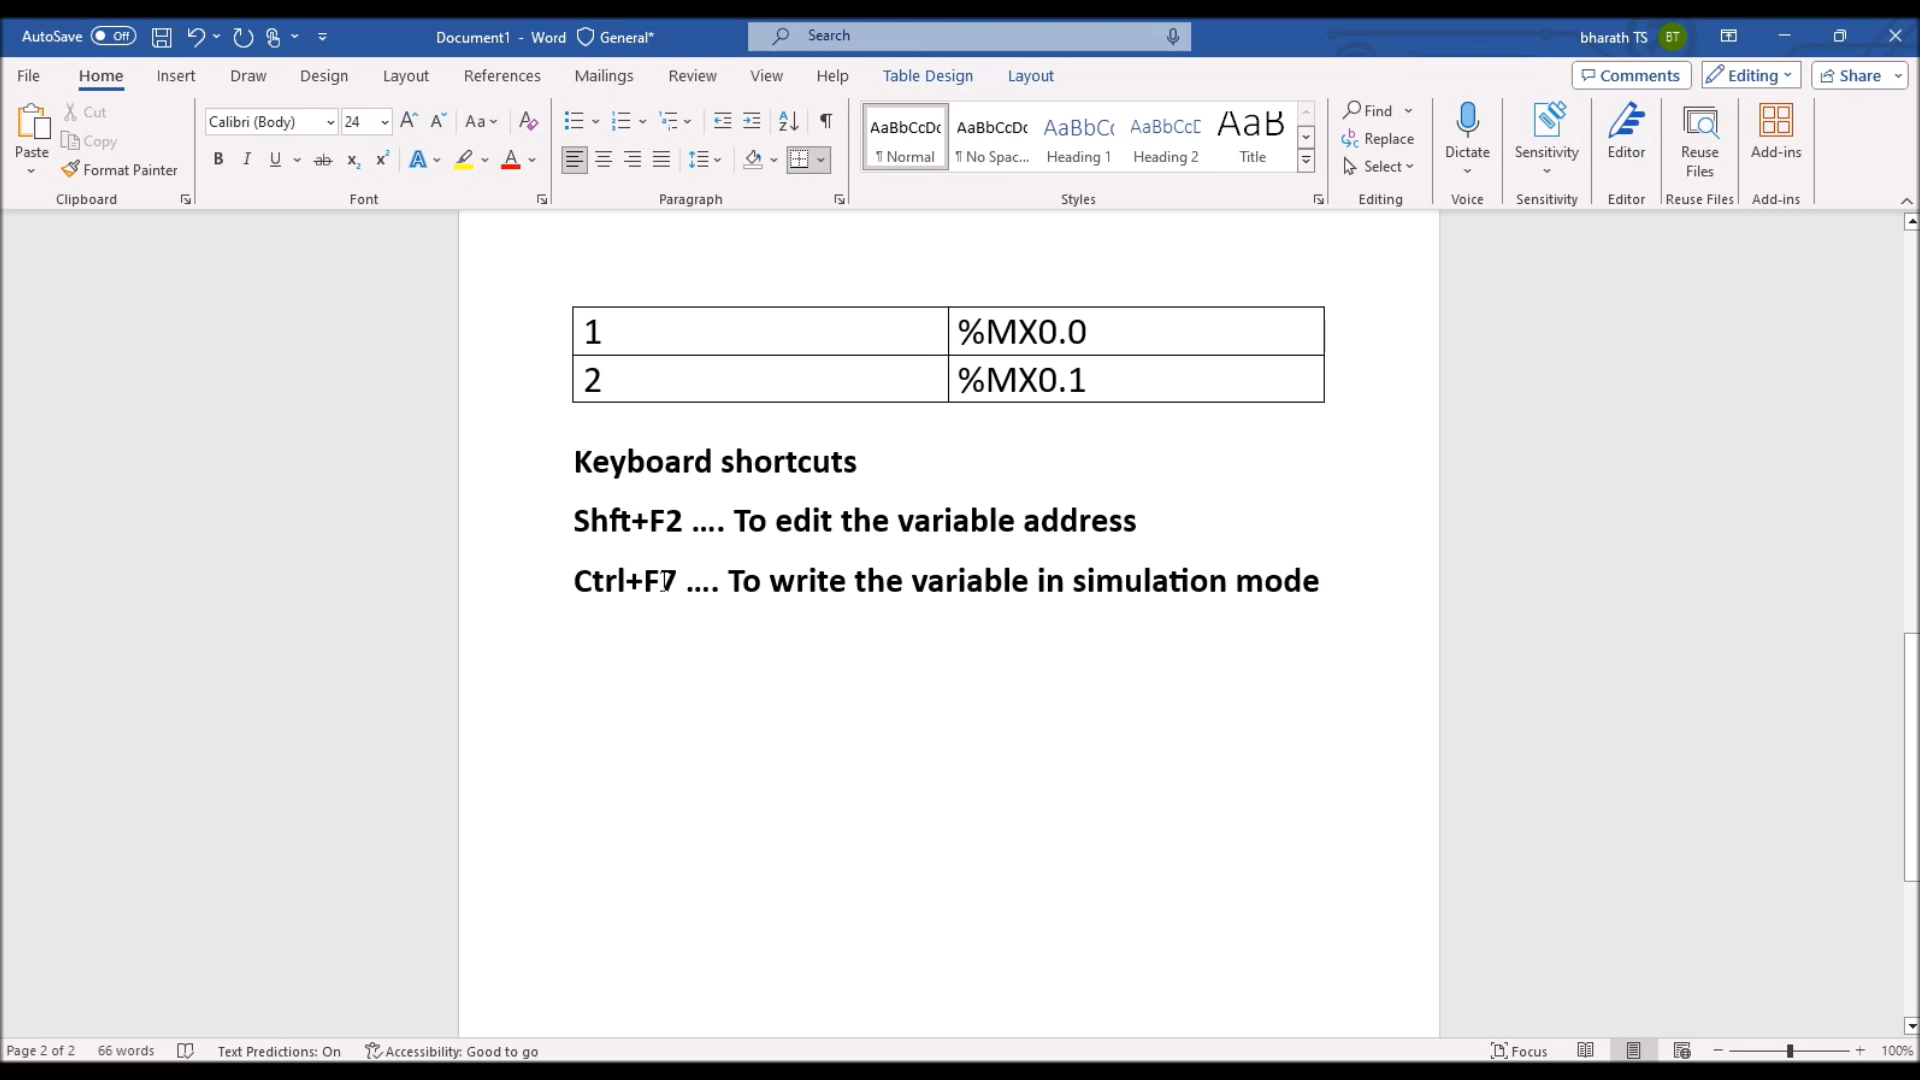 AutoSave Off Document1 - Word General* Search bharath TS BT
File Home Insert Draw Design Layout References Mailings Review View Help Table Design Layout Comments Editing Share
Paste Cut Copy Format Painter
Calibri (Body) 24 Aa
B I U ab x₂ x² A A
Find Replace Select
AaBbCcDc AaBbCcDc AaBbCc AaBbCcD AaB
¶ Normal ¶ No Spac... Heading 1 Heading 2 Title
Dictate Sensitivity Editor Reuse Files Add-ins
Clipboard Font Paragraph Styles Editing Voice Sensitivity Editor Reuse Files Add-ins
1 %MX0.0
2 %MX0.1
Keyboard shortcuts
Shft+F2 .... To edit the variable address
Ctrl+F7 .... To write the variable in simulation mode
Page 2 of 2 66 words Text Predictions: On Accessibility: Good to go Focus 100%